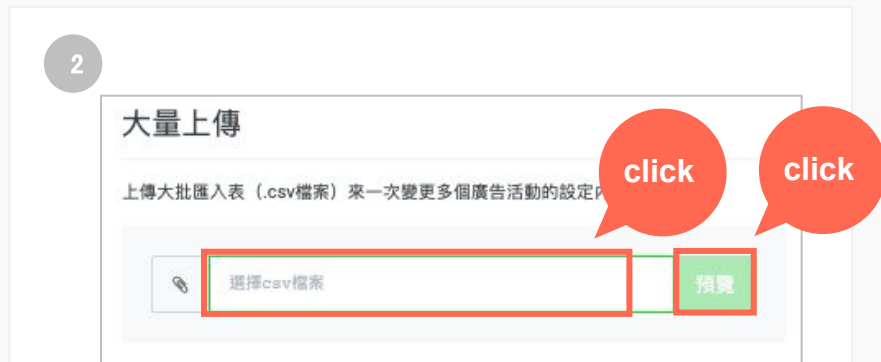 2
大量上傳
click
click
上傳大批匯入表（.csv檔案）來一次變更多個廣告活動的設定
選擇csv檔案
預覽